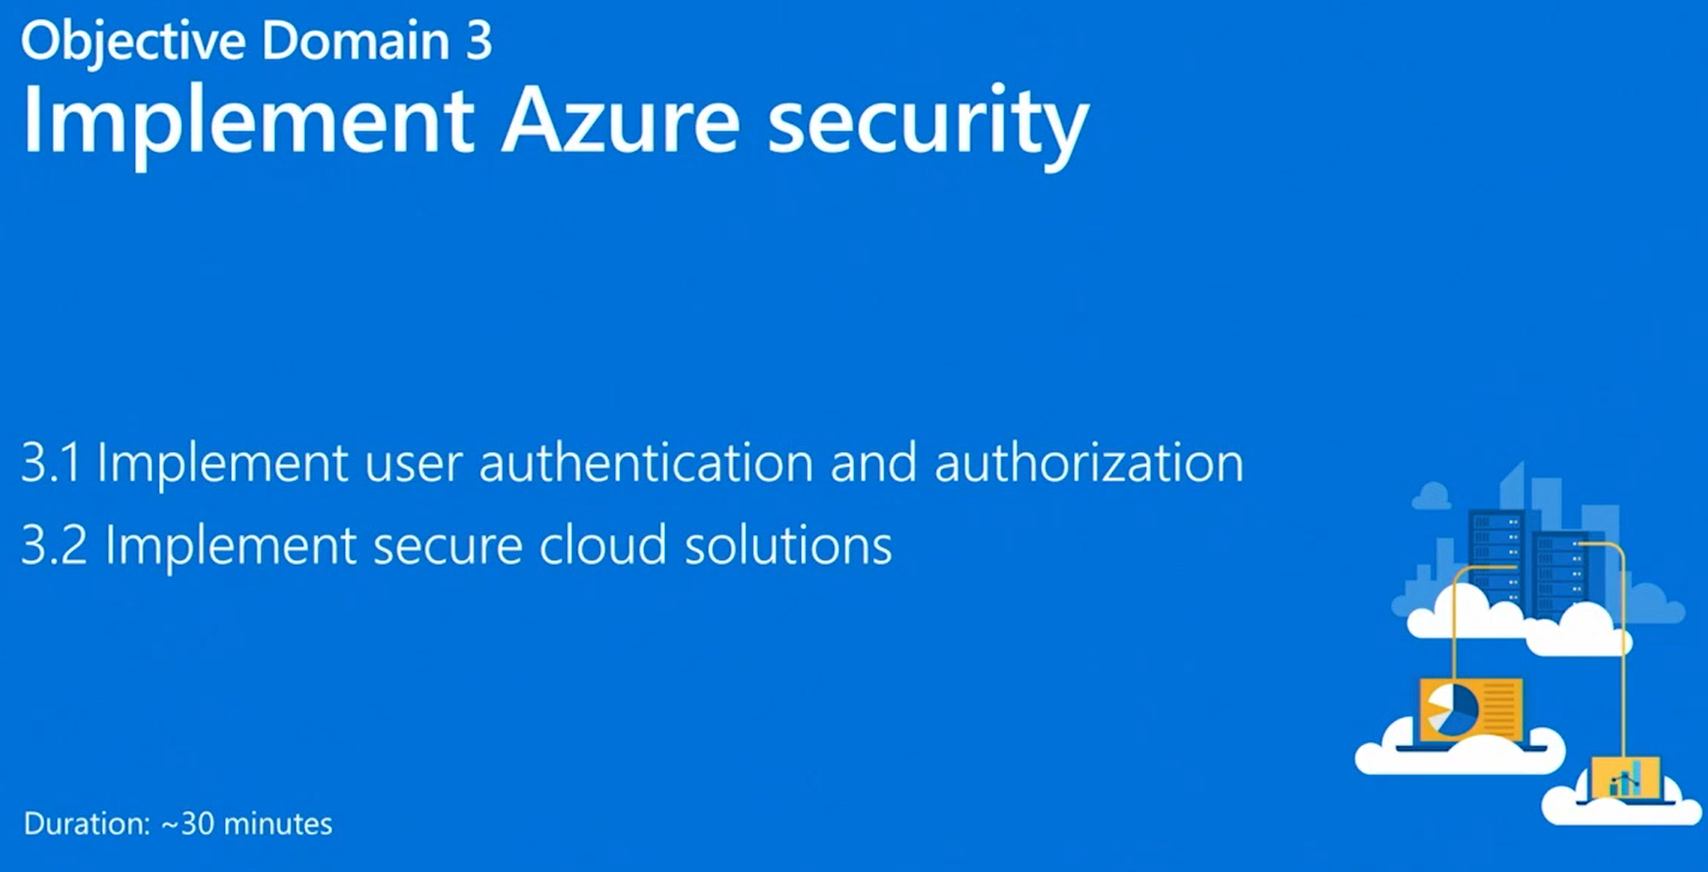 Objective Domain 3
Implement Azure security
3.1 Implement user authentication and authorization
3.2 Implement secure cloud solutions
Duration: ~30 minutes